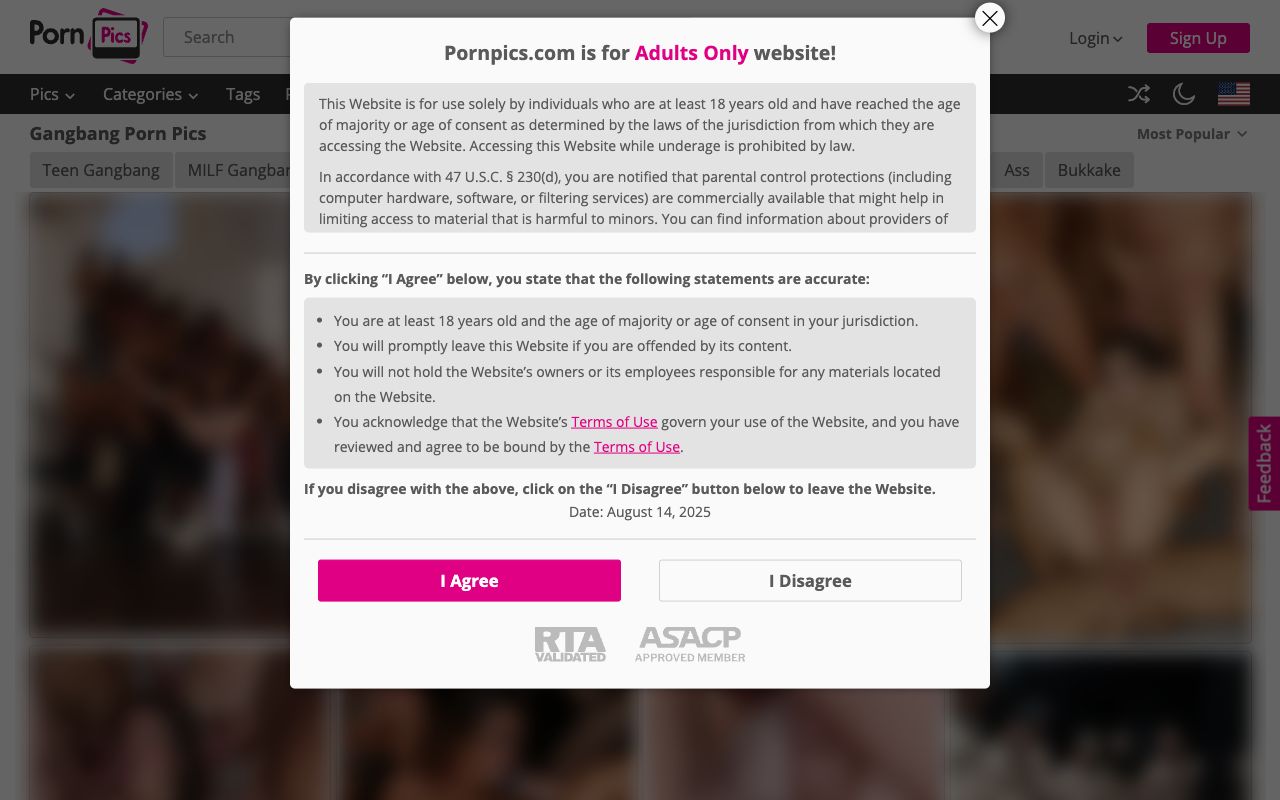 Porn Pics
Search
Login
Sign Up
Pics
Categories
Tags
Gangbang Porn Pics
Most Popular
Teen Gangbang
MILF Gangban
Ass
Bukkake
Pornpics.com is for Adults Only website!
This Website is for use solely by individuals who are at least 18 years old and have reached the age
of majority or age of consent as determined by the laws of the jurisdiction from which they are
accessing the Website. Accessing this Website while underage is prohibited by law.
In accordance with 47 U.S.C. § 230(d), you are notified that parental control protections (including
computer hardware, software, or filtering services) are commercially available that might help in
limiting access to material that is harmful to minors. You can find information about providers of
By clicking “I Agree” below, you state that the following statements are accurate:
• You are at least 18 years old and the age of majority or age of consent in your jurisdiction.
• You will promptly leave this Website if you are offended by its content.
• You will not hold the Website’s owners or its employees responsible for any materials located
on the Website.
• You acknowledge that the Website’s Terms of Use govern your use of the Website, and you have
reviewed and agree to be bound by the Terms of Use.
If you disagree with the above, click on the “I Disagree” button below to leave the Website.
Date: August 14, 2025
I Agree
I Disagree
RTA
VALIDATED
ASACP
APPROVED MEMBER
Feedback